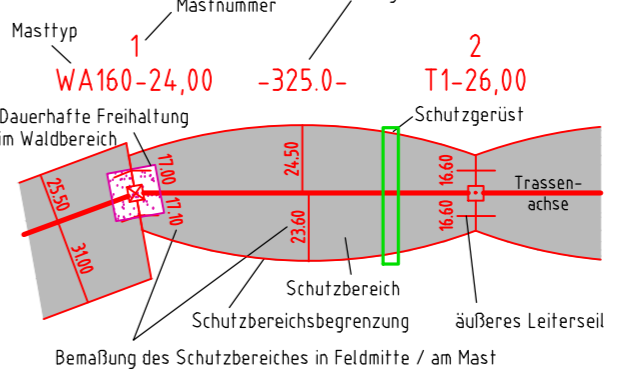 Mastnummer
Masttyp
1
2
WA160-24,00
-325.0-
T1-26,00
Dauerhafte Freihaltung
im Waldbereich
Schutzgerüst
17.00
24.50
16.60
25.50
17.10
Trassen-
achse
23.60
16.60
31.00
Schutzbereich
Schutzbereichsbegrenzung
äußeres Leiterseil
Bemaßung des Schutzbereiches in Feldmitte / am Mast